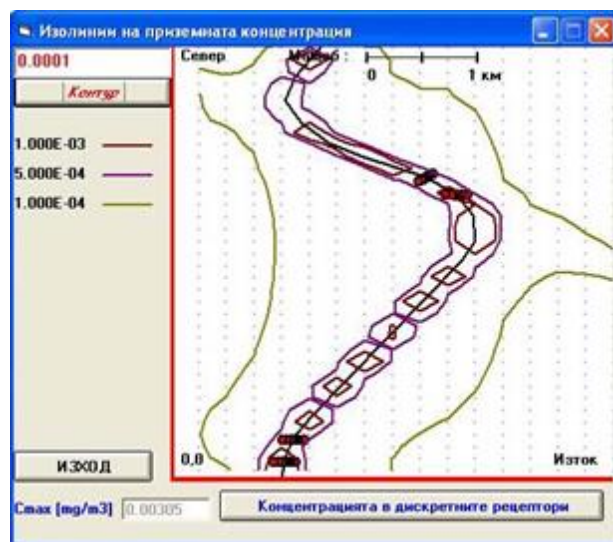 Изолинии на приземната концентрация
0.0001
Контур
1.000E-03
5.000E-04
1.000E-04
Север
0
1 км
0,0
Изток
ИЗХОД
Cmax [mg/m3]
0.00305
Концентрацията в дискретните рецептори